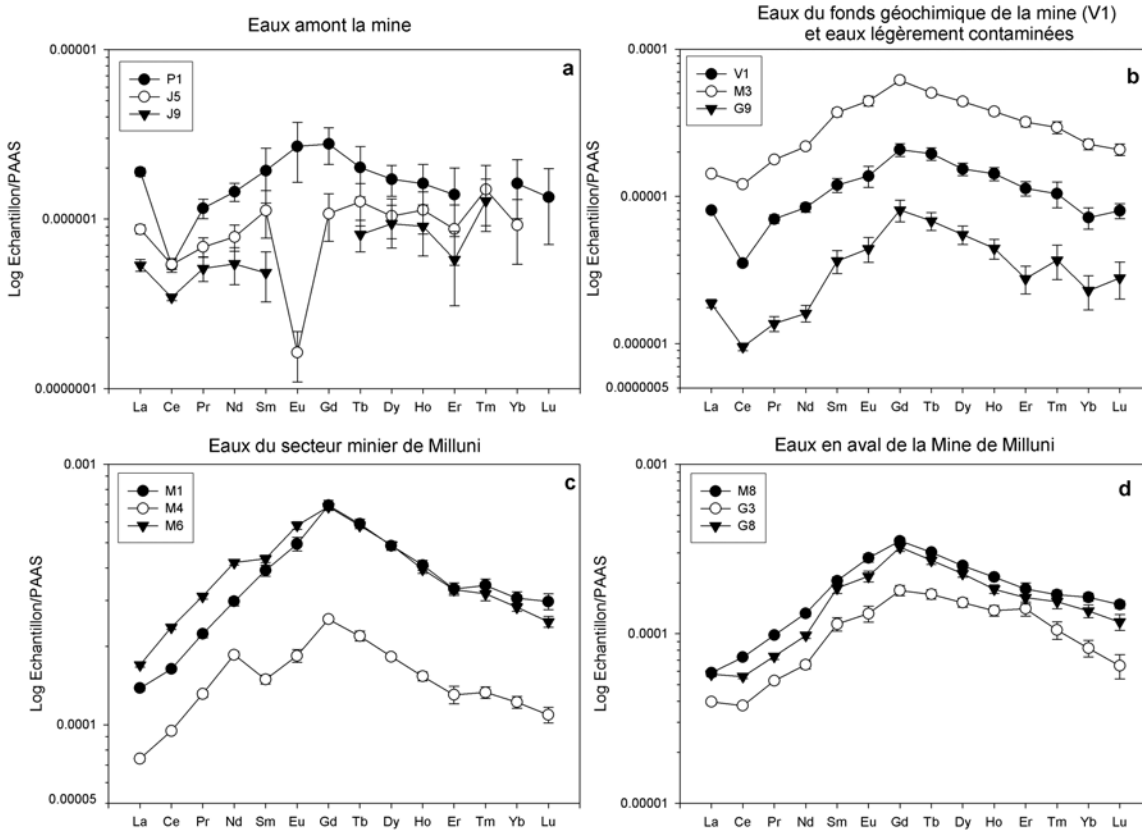 Eaux amont la mine
a
P1
J5
J9
0.00001
0.000001
0.0000001
Log Echantillon/PAAS
La Ce Pr Nd Sm Eu Gd Tb Dy Ho Er Tm Yb Lu
Eaux du fonds géochimique de la mine (V1)
et eaux légèrement contaminées
b
V1
M3
G9
0.0001
0.00001
0.000001
0.0000005
Log Echantillon/PAAS
La Ce Pr Nd Sm Eu Gd Tb Dy Ho Er Tm Yb Lu
Eaux du secteur minier de Milluni
c
M1
M4
M6
0.001
0.0001
0.00005
Log Echantillon/PAAS
La Ce Pr Nd Sm Eu Gd Tb Dy Ho Er Tm Yb Lu
Eaux en aval de la Mine de Milluni
d
M8
G3
G8
0.001
0.0001
0.00001
Log Echantillon/PAAS
La Ce Pr Nd Sm Eu Gd Tb Dy Ho Er Tm Yb Lu